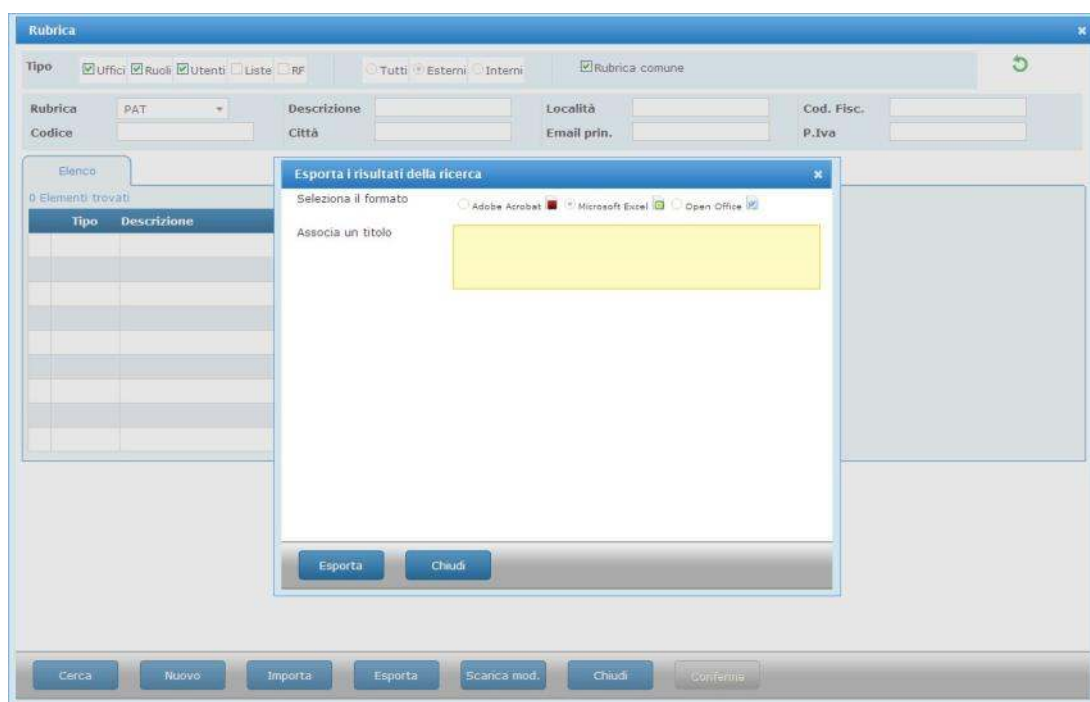 Rubrica
Tipo Uffici Ruoli Utenti Liste RF Tutti Esterni Interni Rubrica comune
Rubrica PAT Descrizione Località Cod. Fisc.
Codice Città Email prin. P.Iva
Elenco
0 Elementi trovati
Tipo Descrizione
Esporta i risultati della ricerca
Seleziona il formato Adobe Acrobat Microsoft Excel Open Office
Associa un titolo
Esporta Chiudi
Cerca Nuovo Importa Esporta Scarica mod. Chiudi Conferma